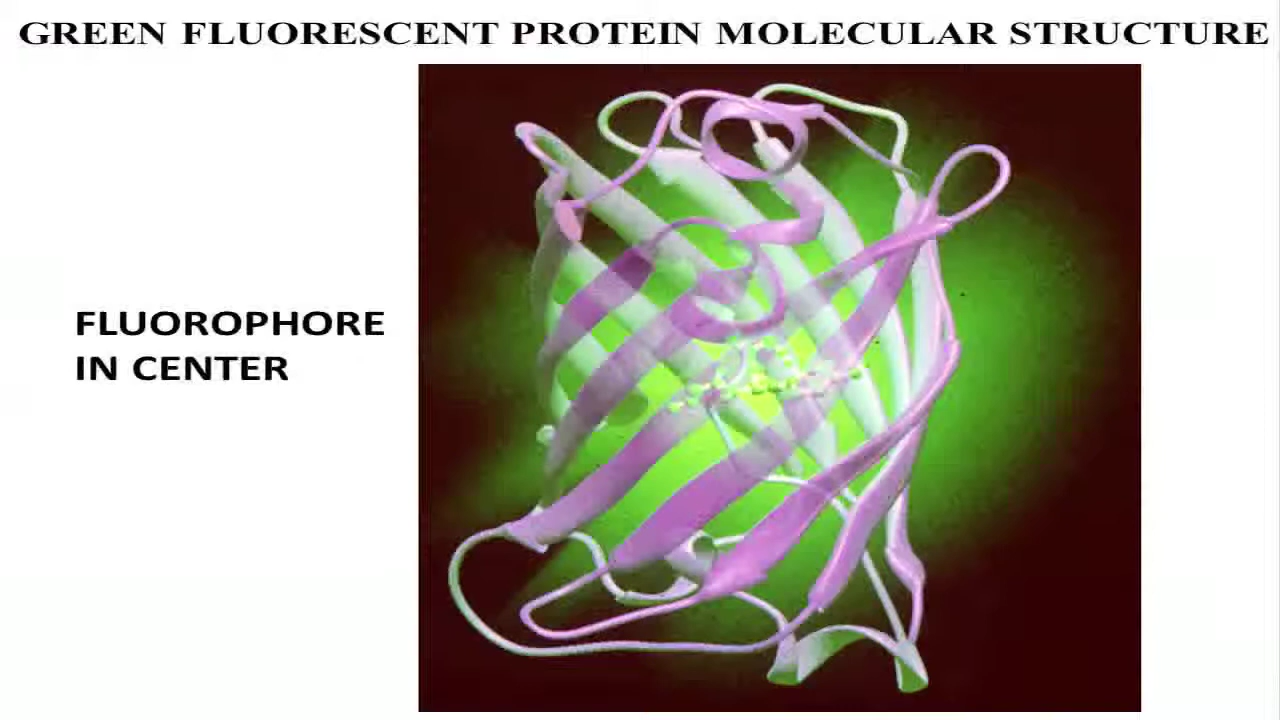 GREEN FLUORESCENT PROTEIN MOLECULAR STRUCTURE
FLUOROPHORE
IN CENTER